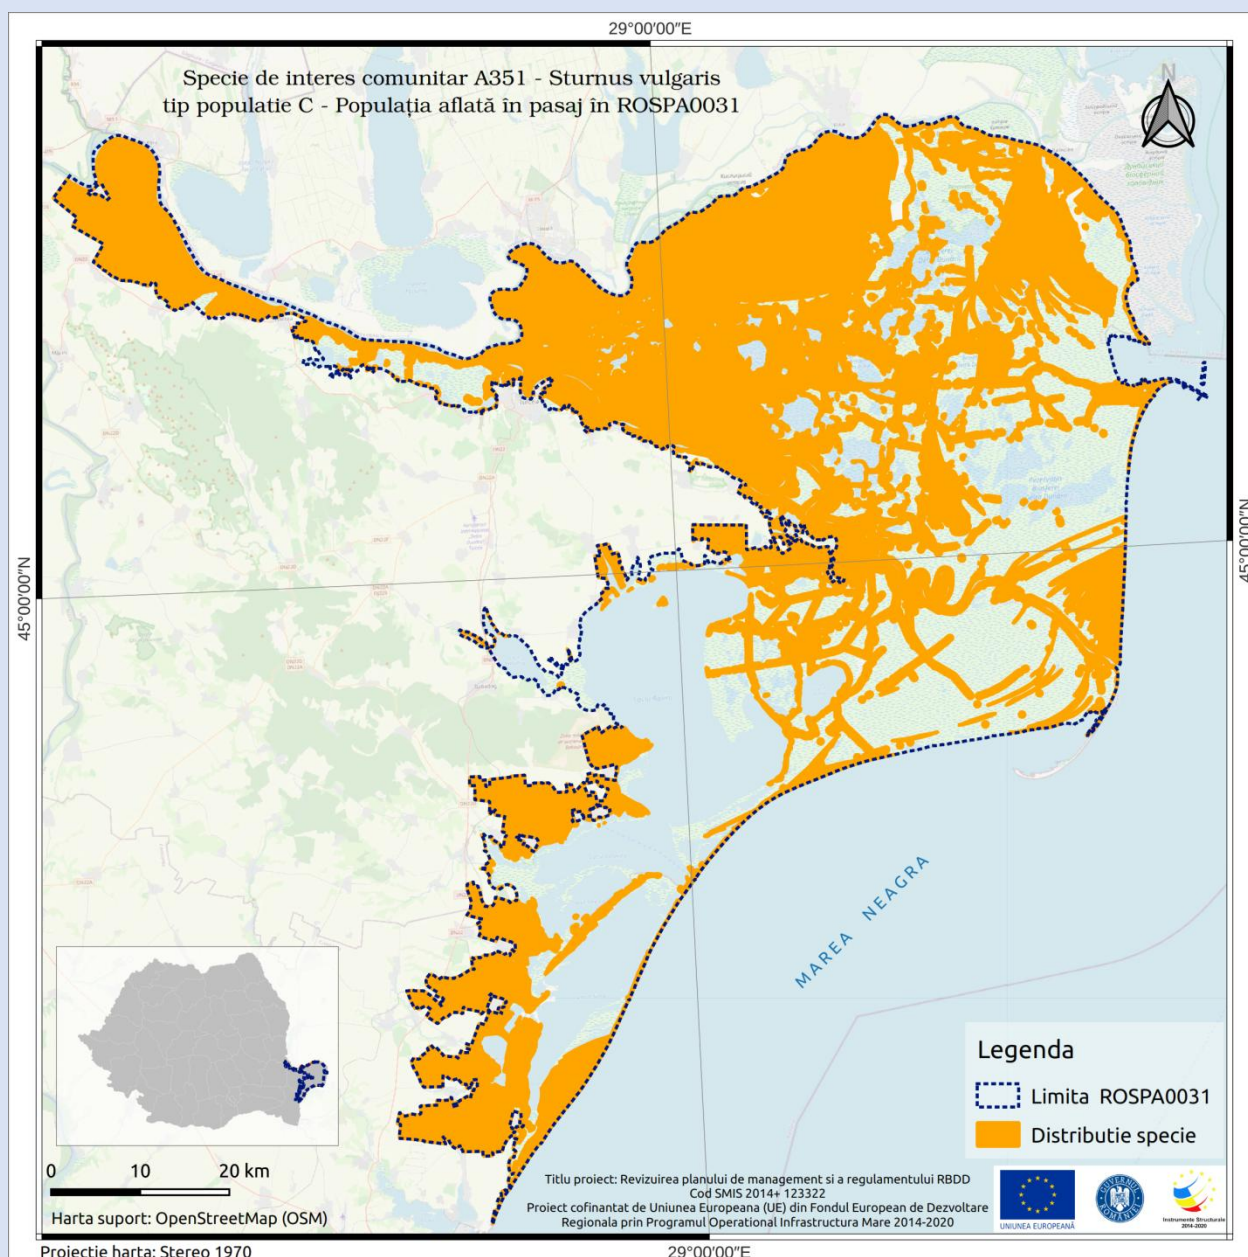 29°00'00"E
Specie de interes comunitar A351 - Sturnus vulgaris
tip populatie C - Populația aflată în pasaj în ROSPA0031
N
45°00'00"N
45°00'00"N
MAREA NEAGRA
Legenda
Limita ROSPA0031
Distributie specie
0 10 20 km
Harta suport: OpenStreetMap (OSM)
Titlu proiect: Revizuirea planului de management si a regulamentului RBDD
Cod SMIS 2014+ 123322
Proiect cofinantat de Uniunea Europeana (UE) din Fondul European de Dezvoltare
Regionala prin Programul Operational Infrastructura Mare 2014-2020
UNIUNEA EUROPEANĂ
GUVERNUL ROMÂNIEI
Instrumente Structurale
2014-2020
Proiectie harta: Stereo 1970
29°00'00"E